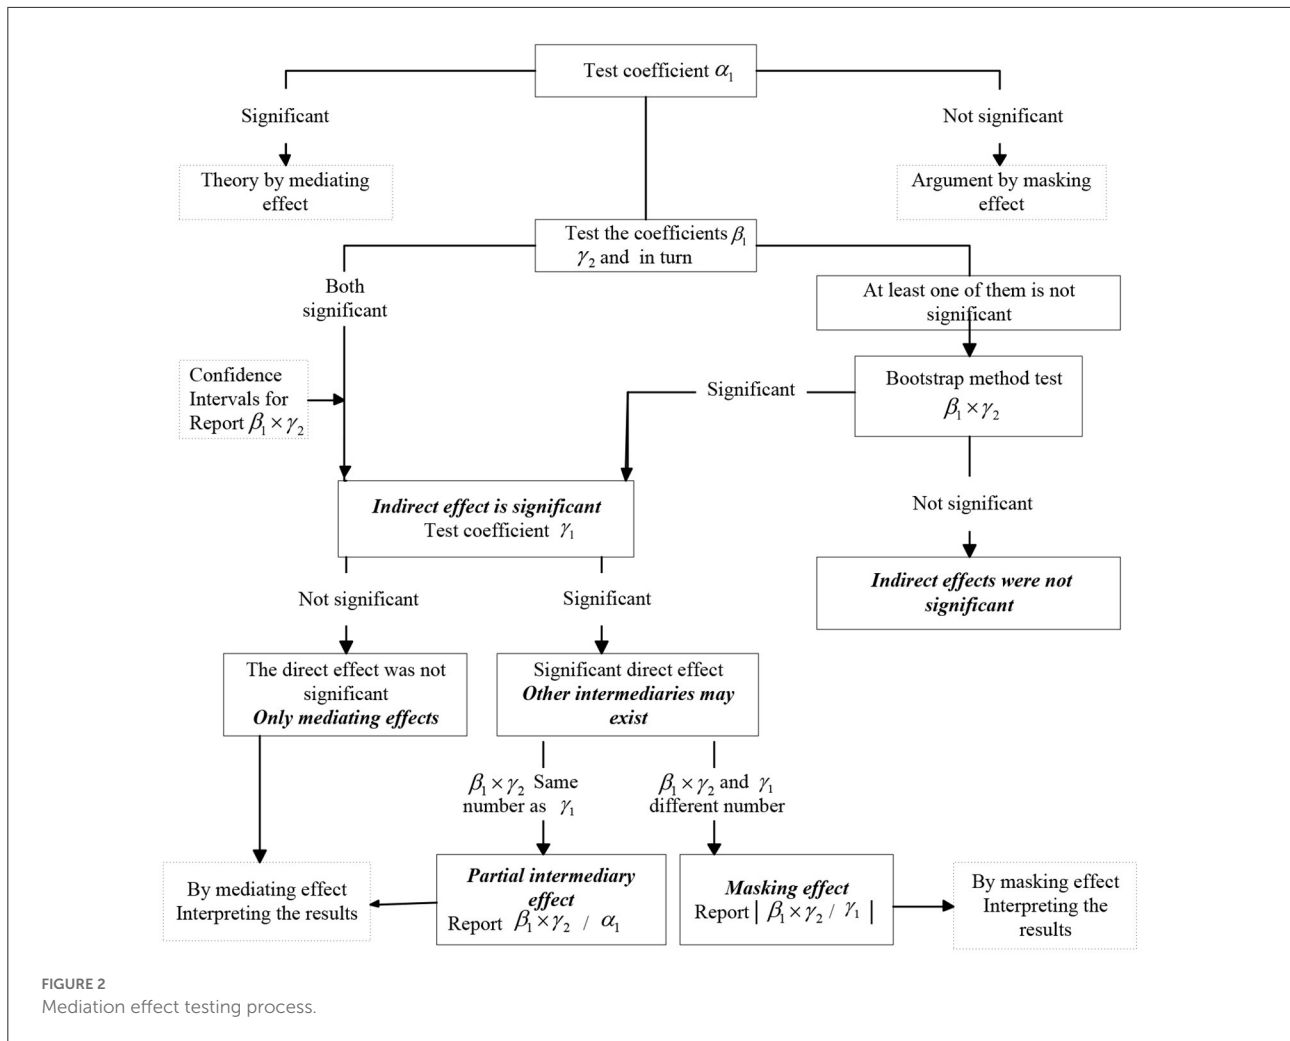 Test coefficient α₁
Significant
Not significant
Theory by mediating
effect
Argument by masking
effect
Test the coefficients β₁
γ₂ and in turn
Both
significant
At least one of them is not
significant
Confidence
Intervals for
Report β₁ × γ₂
Significant
Bootstrap method test
β₁ × γ₂
Indirect effect is significant
Test coefficient γ₁
Not significant
Indirect effects were not
significant
Not significant
Significant
The direct effect was not
significant
Only mediating effects
Significant direct effect
Other intermediaries may
exist
β₁ × γ₂ Same
number as γ₁
β₁ × γ₂ and γ₁
different number
By mediating effect
Interpreting the results
Partial intermediary
effect
Report β₁ × γ₂ / α₁
Masking effect
Report | β₁ × γ₂ / γ₁ |
By masking effect
Interpreting the
results
FIGURE 2
Mediation effect testing process.